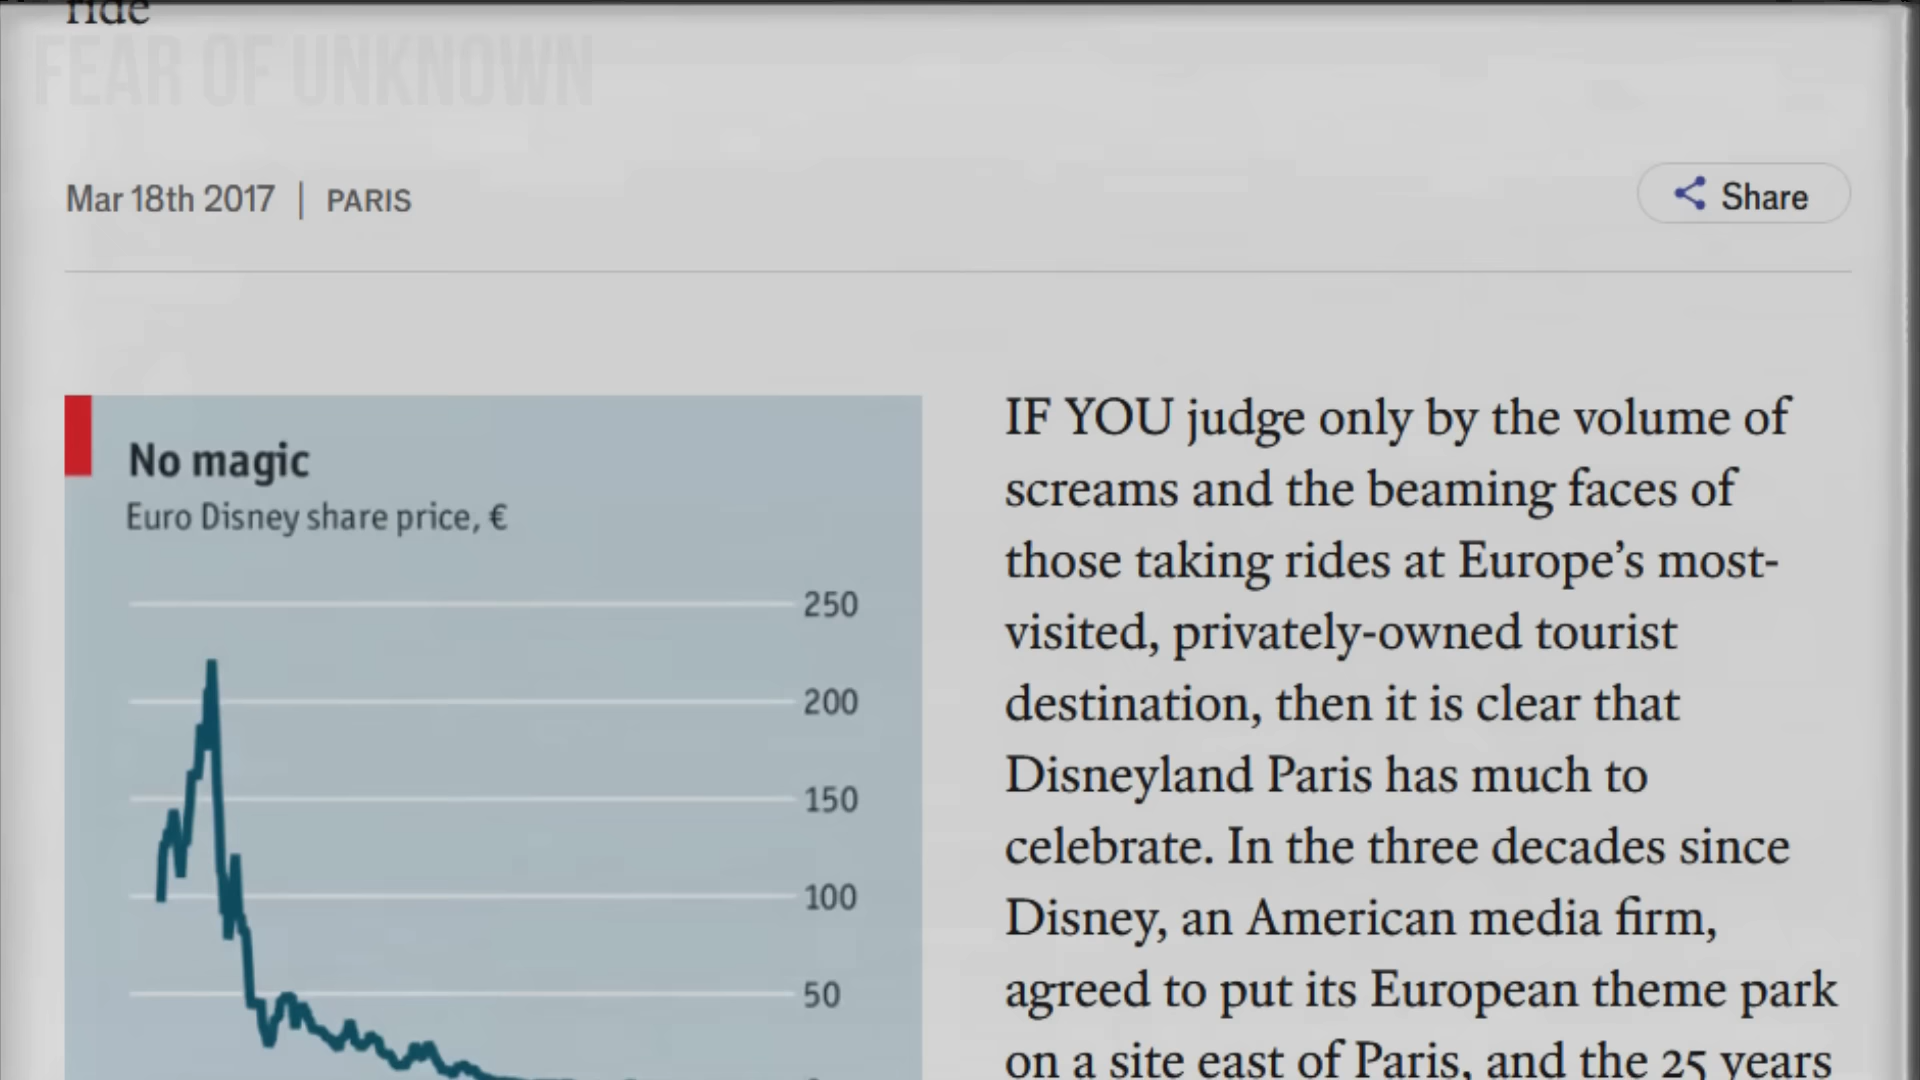 ride
FEAR OF UNKNOWN
Mar 18th 2017 | PARIS
Share
No magic
Euro Disney share price, €
250
200
150
100
50
IF YOU judge only by the volume of
screams and the beaming faces of
those taking rides at Europe’s most-
visited, privately-owned tourist
destination, then it is clear that
Disneyland Paris has much to
celebrate. In the three decades since
Disney, an American media firm,
agreed to put its European theme park
on a site east of Paris, and the 25 years